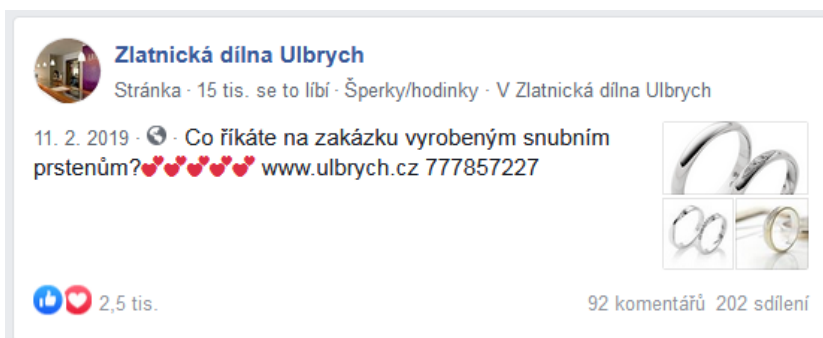 Zlatnická dílna Ulbrych
Stránka · 15 tis. se to líbí · Šperky/hodinky · V Zlatnická dílna Ulbrych
11. 2. 2019 · · Co říkáte na zakázku vyrobeným snubním
prstenům?💕💕💕💕💕 www.ulbrych.cz 777857227
2,5 tis.
92 komentářů 202 sdílení